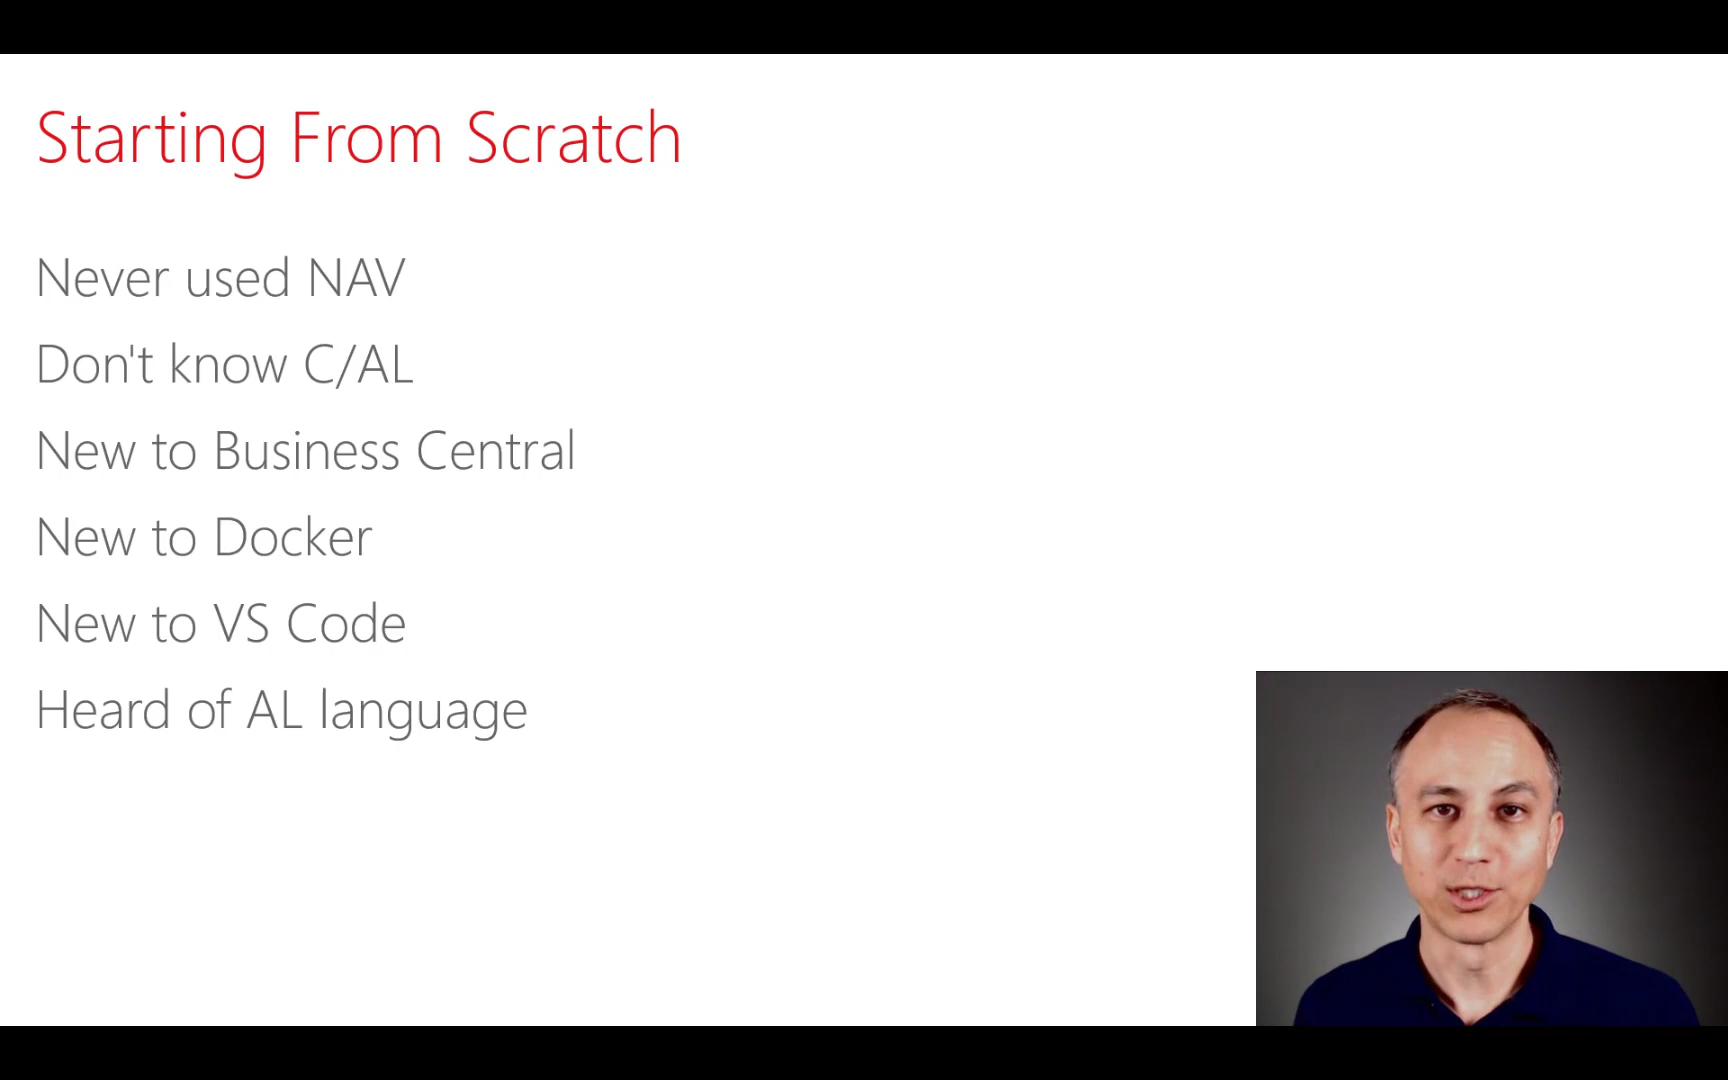 Starting From Scratch
Never used NAV
Don't know C/AL
New to Business Central
New to Docker
New to VS Code
Heard of AL language